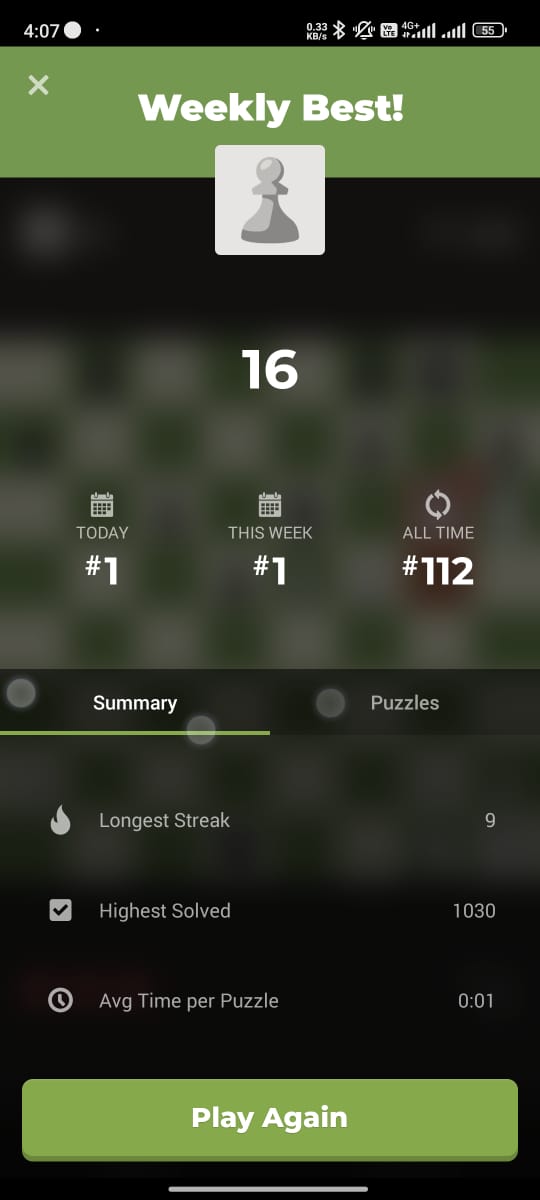 4:07
0.33
KB/s
Vo
LTE
4G+
55
Weekly Best!
16
TODAY
THIS WEEK
ALL TIME
#1
#1
#112
Summary
Puzzles
Longest Streak
9
Highest Solved
1030
Avg Time per Puzzle
0:01
Play Again